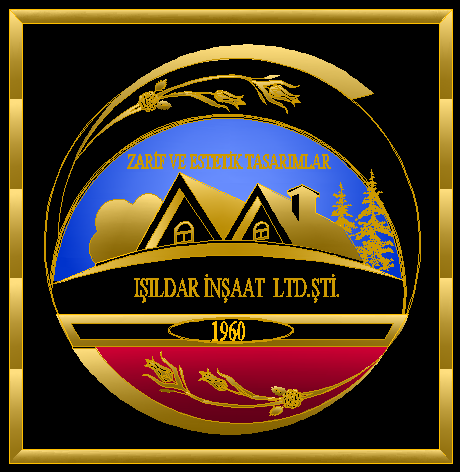 ZARİF VE ESTETİK TASARIMLAR
IŞILDAR İNŞAAT LTD.ŞTİ.
1960